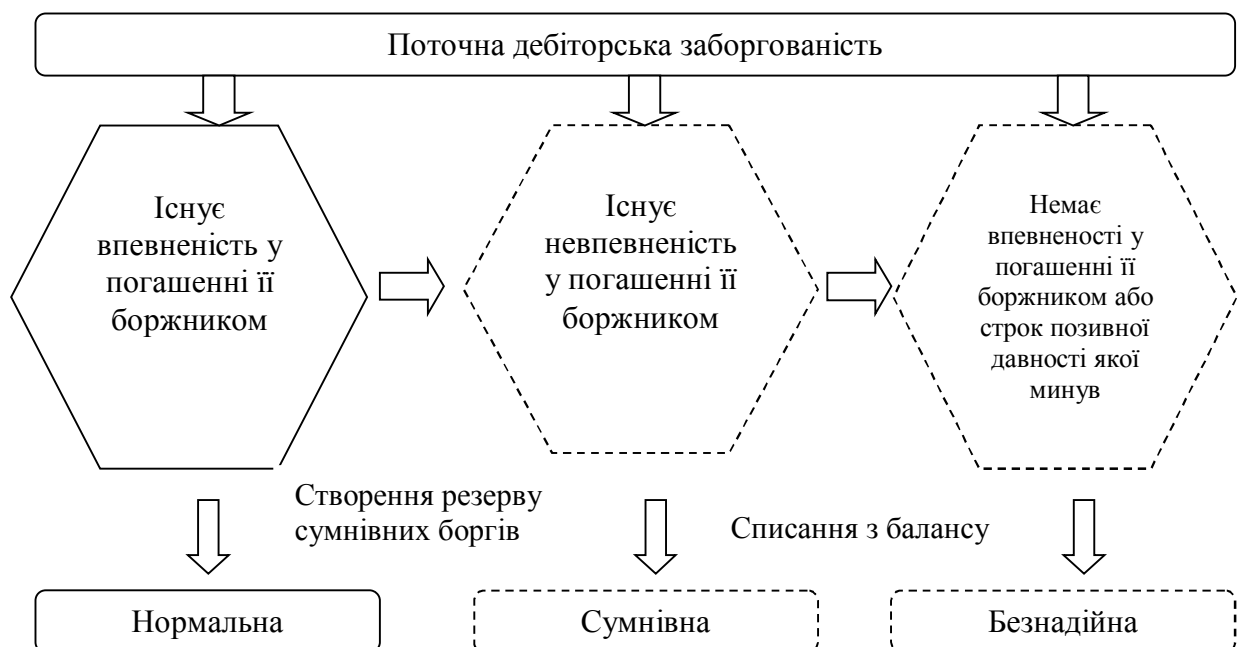 Поточна дебіторська заборгованість
Існує
впевненість у
погашенні її
боржником
Існує
невпевненість
у погашенні її
боржником
Немає
впевненості у
погашенні її
боржником або
строк позивної
давності якої
минув
Створення резерву
сумнівних боргів
Списання з балансу
Нормальна
Сумнівна
Безнадійна